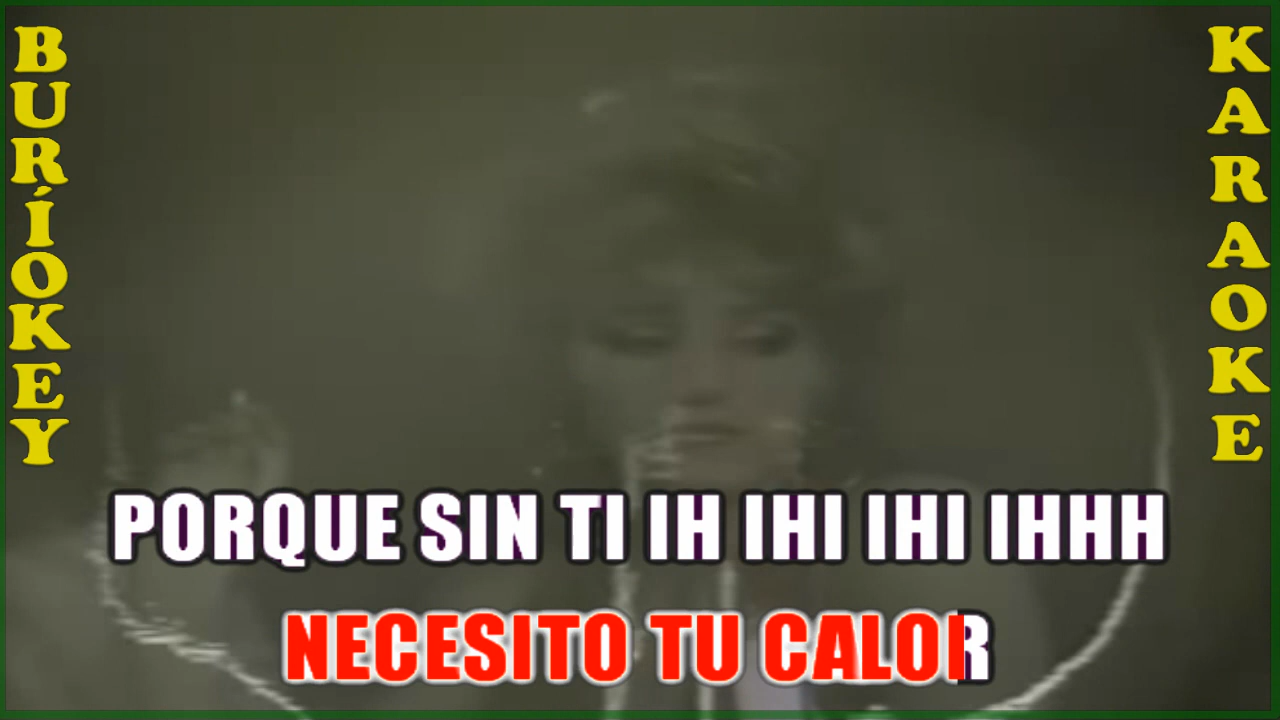 BURÍOKEY
KARAOKE
PORQUE SIN TI IH IHI IHI IHHH
NECESITO TU CALOR